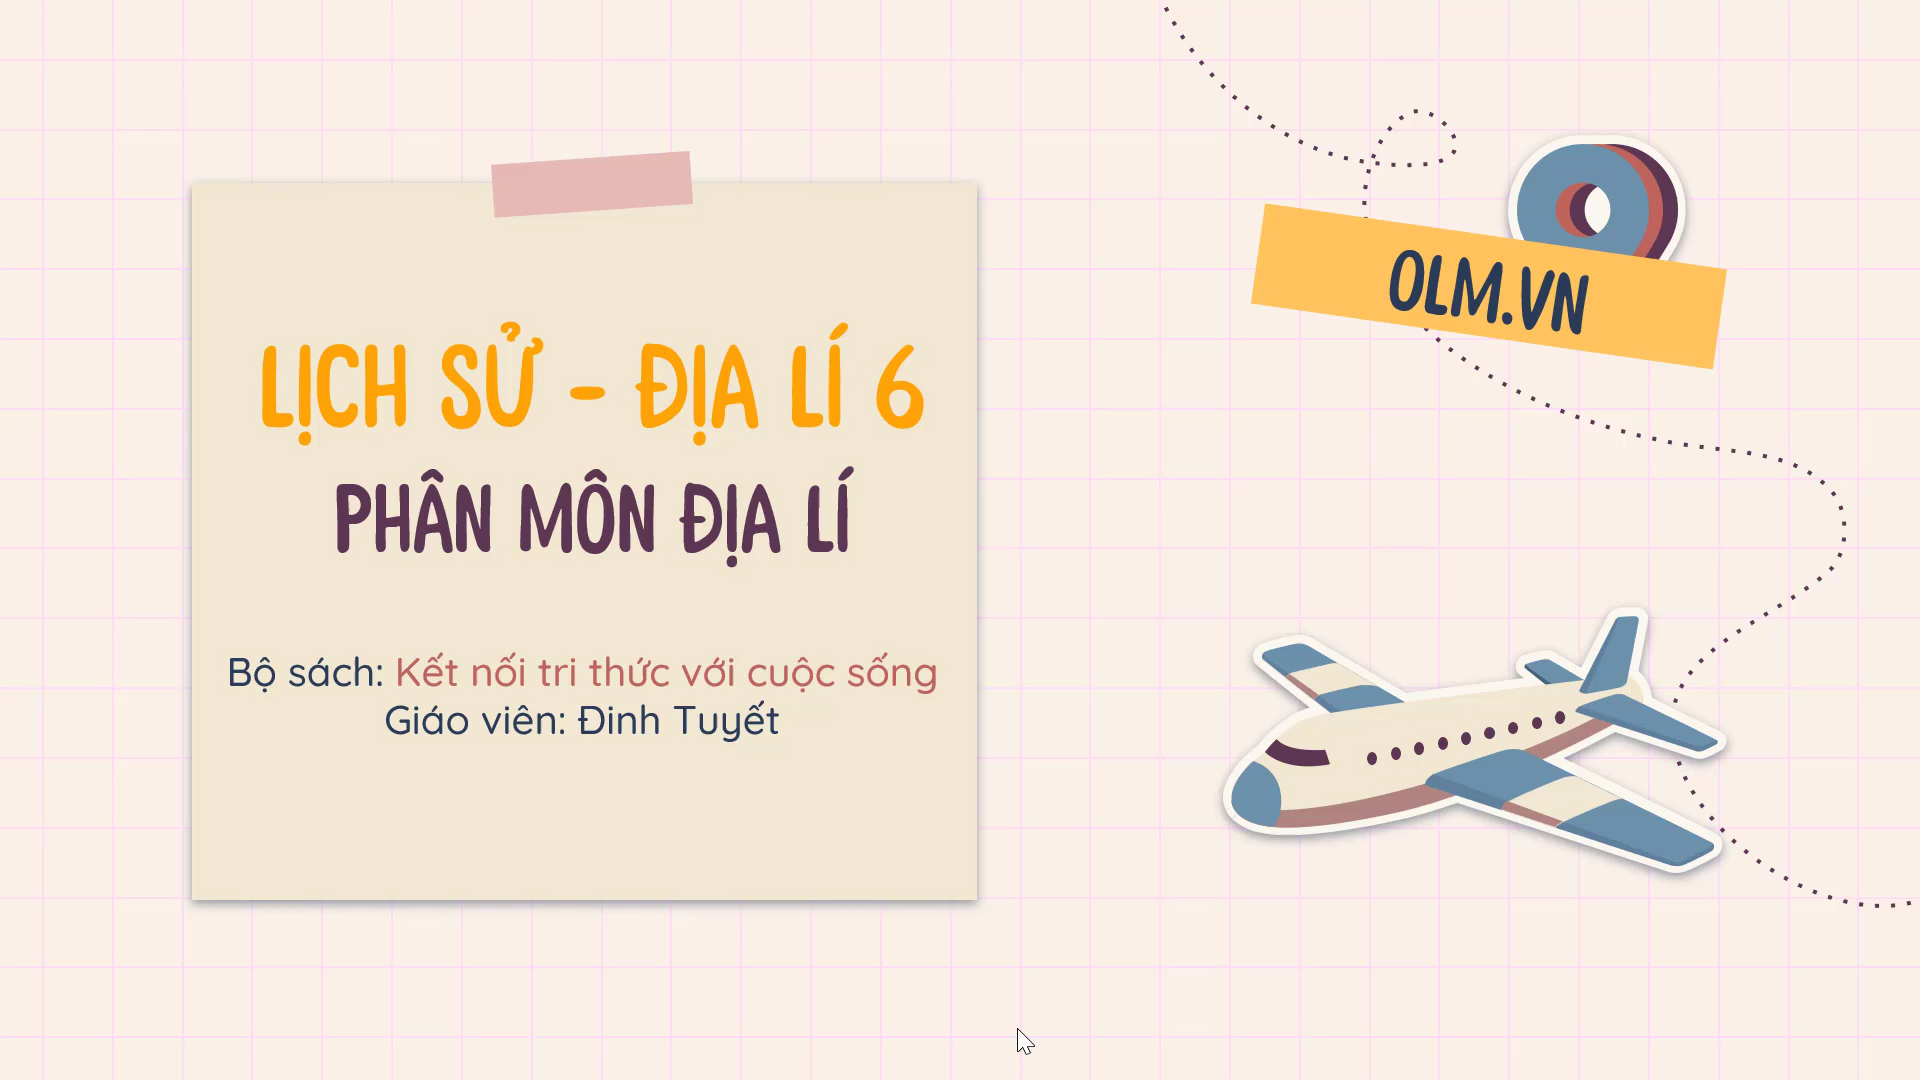 LỊCH SỬ - ĐỊA LÍ 6
PHÂN MÔN ĐỊA LÍ
Bộ sách: Kết nối tri thức với cuộc sống
Giáo viên: Đinh Tuyết
OLM.VN